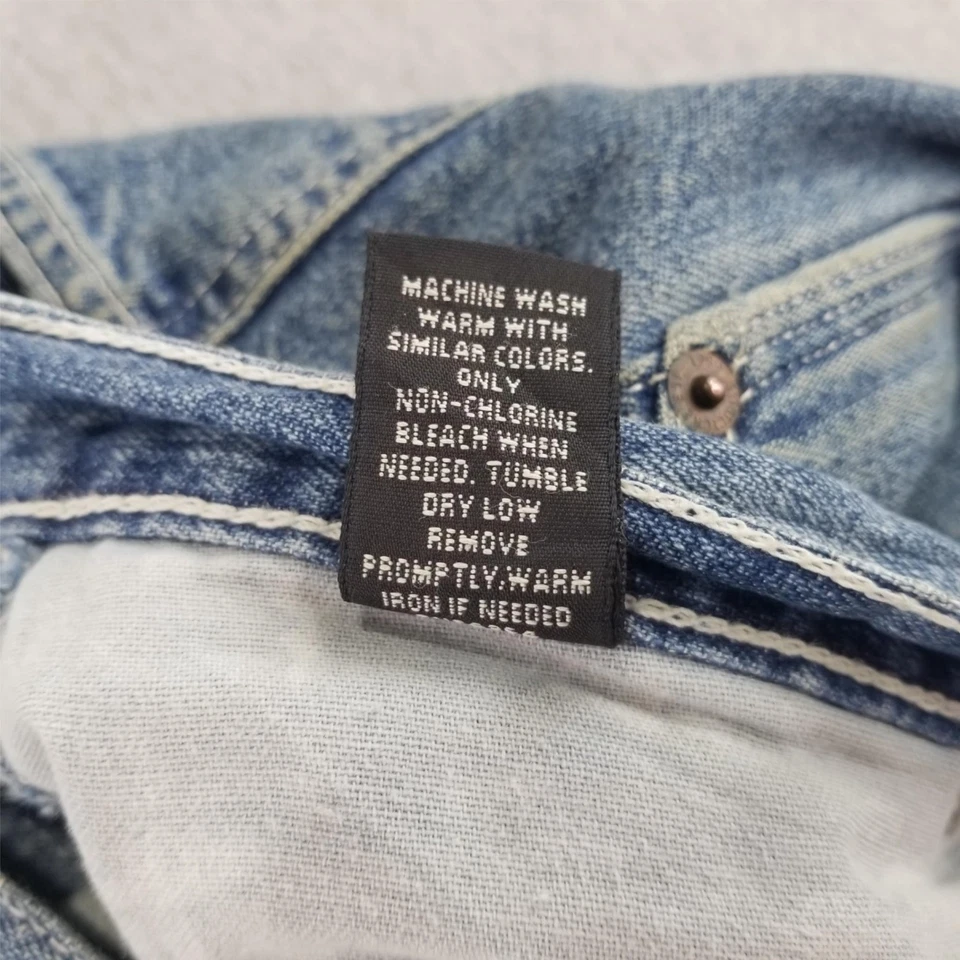 MACHINE WASH
WARM WITH
SIMILAR COLORS.
ONLY
NON-CHLORINE
BLEACH WHEN
NEEDED. TUMBLE
DRY LOW
REMOVE
PROMPTLY.WARM
IRON IF NEEDED